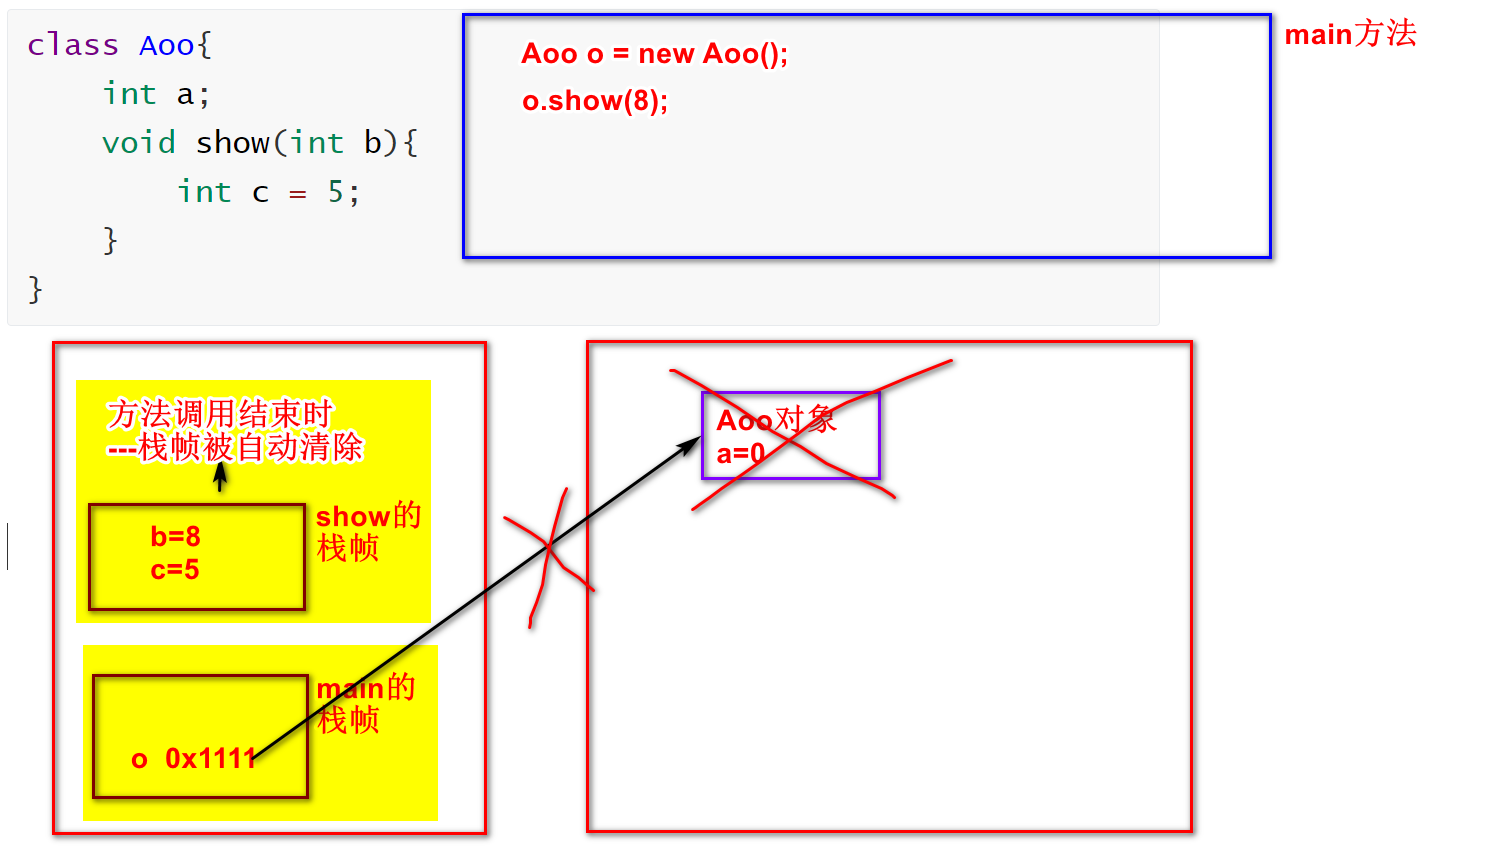 class Aoo{
int a;
void show(int b){
int c = 5;
}
}
Aoo o = new Aoo();
o.show(8);
main方法
方法调用结束时
---栈帧被自动清除
b=8
c=5
show的
栈帧
main的
栈帧
o 0x1111
Aoo对象
a=0